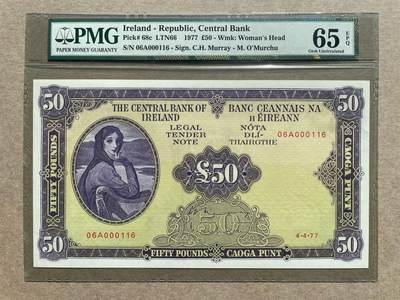 PMG
PAPER MONEY GUARANTY
Ireland - Republic, Central Bank
Pick# 68c LTN66 1977 £50 - Wmk: Woman's Head
S/N 06A000116 - Sign. C.H. Murray - M. O'Murchu
65 EPQ
Gem Uncirculated
50
THE CENTRAL BANK OF
IRELAND
BANC CEANNAIS NA
H ÉIREANN
50
LEGAL
TENDER
NOTE
NÓTA
DLÍ-
THAIRGTHE
06A000116
FIFTY POUNDS
£50
CAOGA PUNT
06A000116
£50
4-4-77
50
FIFTY POUNDS
CAOGA PUNT
50